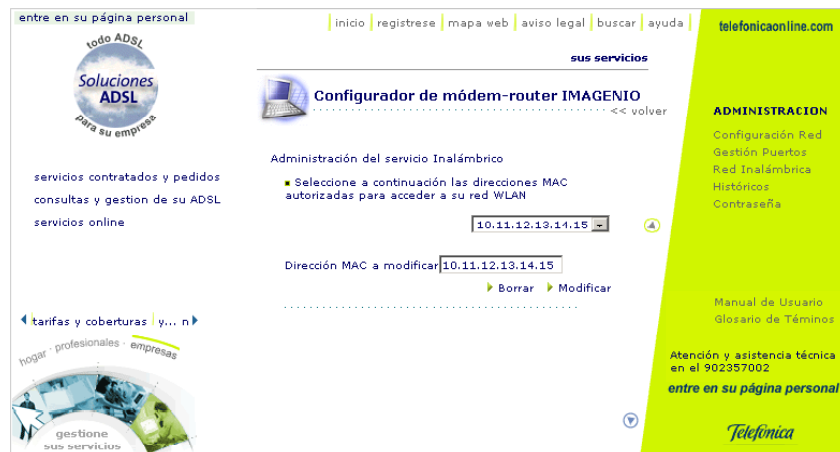 entre en su página personal
inicio registrese mapa web aviso legal buscar ayuda
telefonicaonline.com
todo ADSL
Soluciones
ADSL
para su empresa
sus servicios
Configurador de módem-router IMAGENIO
<< volver
ADMINISTRACION
Configuración Red
Gestión Puertos
Red Inalámbrica
Históricos
Contraseña
servicios contratados y pedidos
consultas y gestion de su ADSL
servicios online
Administración del servicio Inalámbrico
Seleccione a continuación las direcciones MAC
autorizadas para acceder a su red WLAN
10.11.12.13.14.15
Dirección MAC a modificar 10.11.12.13.14.15
Borrar Modificar
tarifas y coberturas y... n
hogar · profesionales · empresas
gestione
sus servicios
Manual de Usuario
Glosario de Téminos
Atención y asistencia técnica
en el 902357002
entre en su página personal
Telefónica